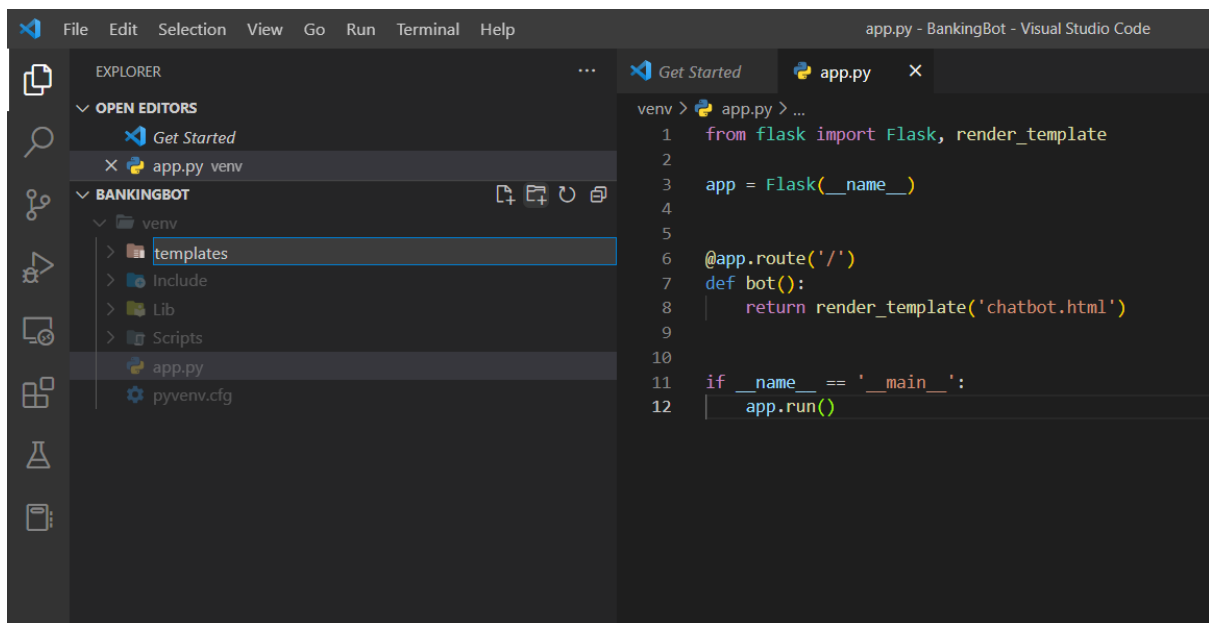 File Edit Selection View Go Run Terminal Help app.py - BankingBot - Visual Studio Code
EXPLORER ...
OPEN EDITORS
Get Started
app.py venv
BANKINGBOT
venv
templates
Include
Lib
Scripts
app.py
pyvenv.cfg
Get Started app.py
venv > app.py > ...
1 from flask import Flask, render_template
2
3 app = Flask(__name__)
4
5
6 @app.route('/')
7 def bot():
8     return render_template('chatbot.html')
9
10
11 if __name__ == '__main__':
12     app.run()